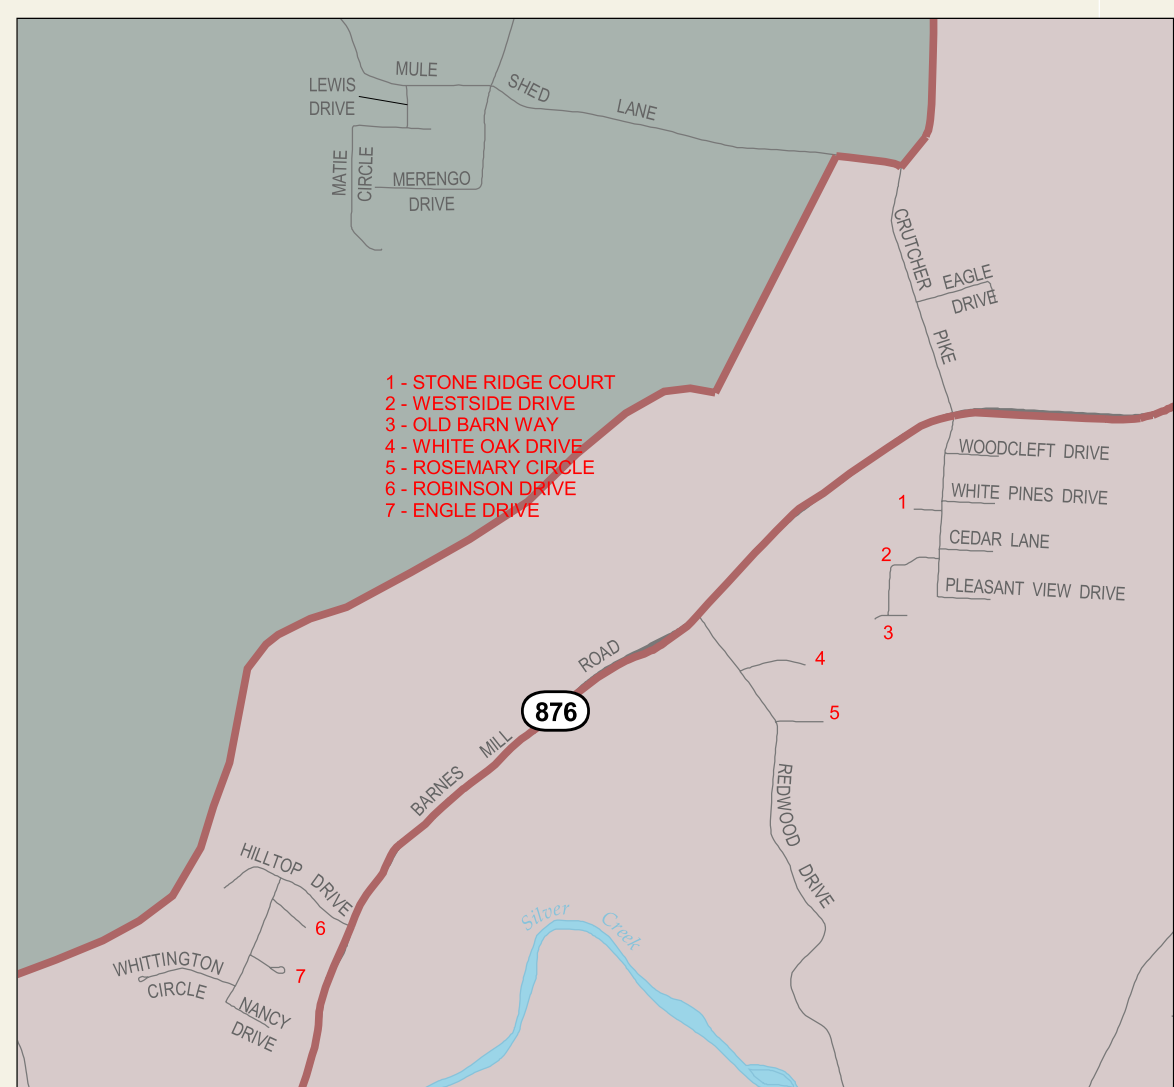 MULE
SHED
LANE
LEWIS
DRIVE
MATIE
CIRCLE
MERENGO
DRIVE
CRUTCHER
PIKE
EAGLE
DRIVE
1 - STONE RIDGE COURT
2 - WESTSIDE DRIVE
3 - OLD BARN WAY
4 - WHITE OAK DRIVE
5 - ROSEMARY CIRCLE
6 - ROBINSON DRIVE
7 - ENGLE DRIVE
WOODCLEFT DRIVE
WHITE PINES DRIVE
1
CEDAR LANE
2
PLEASANT VIEW DRIVE
3
ROAD
4
876
5
MILL
BARNES
REDWOOD
DRIVE
HILLTOP DRIVE
6
Silver
Creek
WHITTINGTON
CIRCLE
7
NANCY
DRIVE